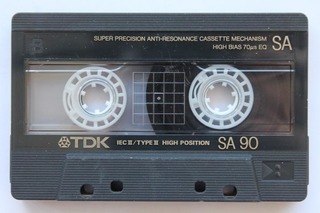 B
SUPER PRECISION ANTI-RESONANCE CASSETTE MECHANISM SA
HIGH BIAS 70μs EQ
TDK IEC II/TYPE II HIGH POSITION SA 90